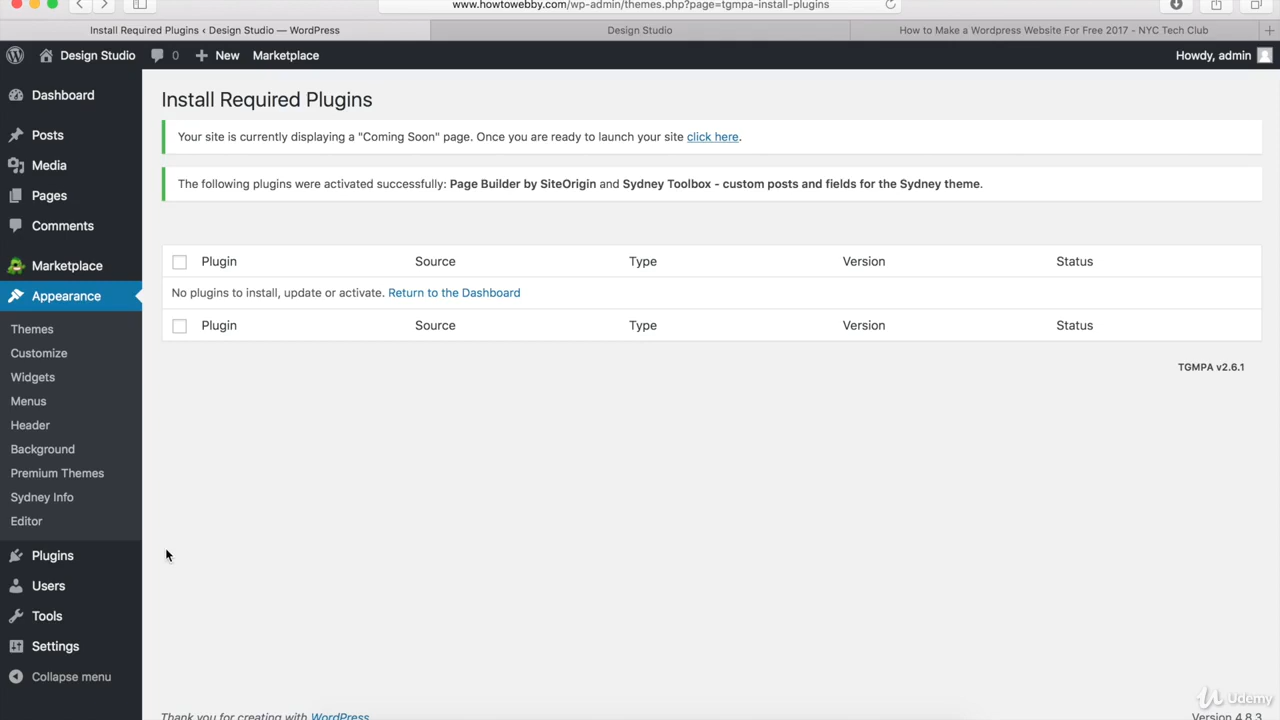 www.howtowebby.com/wp-admin/themes.php?page=tgmpa-install-plugins
Install Required Plugins ‹ Design Studio — WordPress
Design Studio
How to Make a Wordpress Website For Free 2017 - NYC Tech Club
Design Studio
0
New
Marketplace
Howdy, admin
Dashboard
Posts
Media
Pages
Comments
Marketplace
Appearance
Themes
Customize
Widgets
Menus
Header
Background
Premium Themes
Sydney Info
Editor
Plugins
Users
Tools
Settings
Collapse menu
Install Required Plugins
Your site is currently displaying a "Coming Soon" page. Once you are ready to launch your site click here.
The following plugins were activated successfully: Page Builder by SiteOrigin and Sydney Toolbox - custom posts and fields for the Sydney theme.
Plugin Source Type Version Status
No plugins to install, update or activate. Return to the Dashboard
Plugin Source Type Version Status
TGMPA v2.6.1
Thank you for creating with WordPress
Version 4.8.3
Udemy